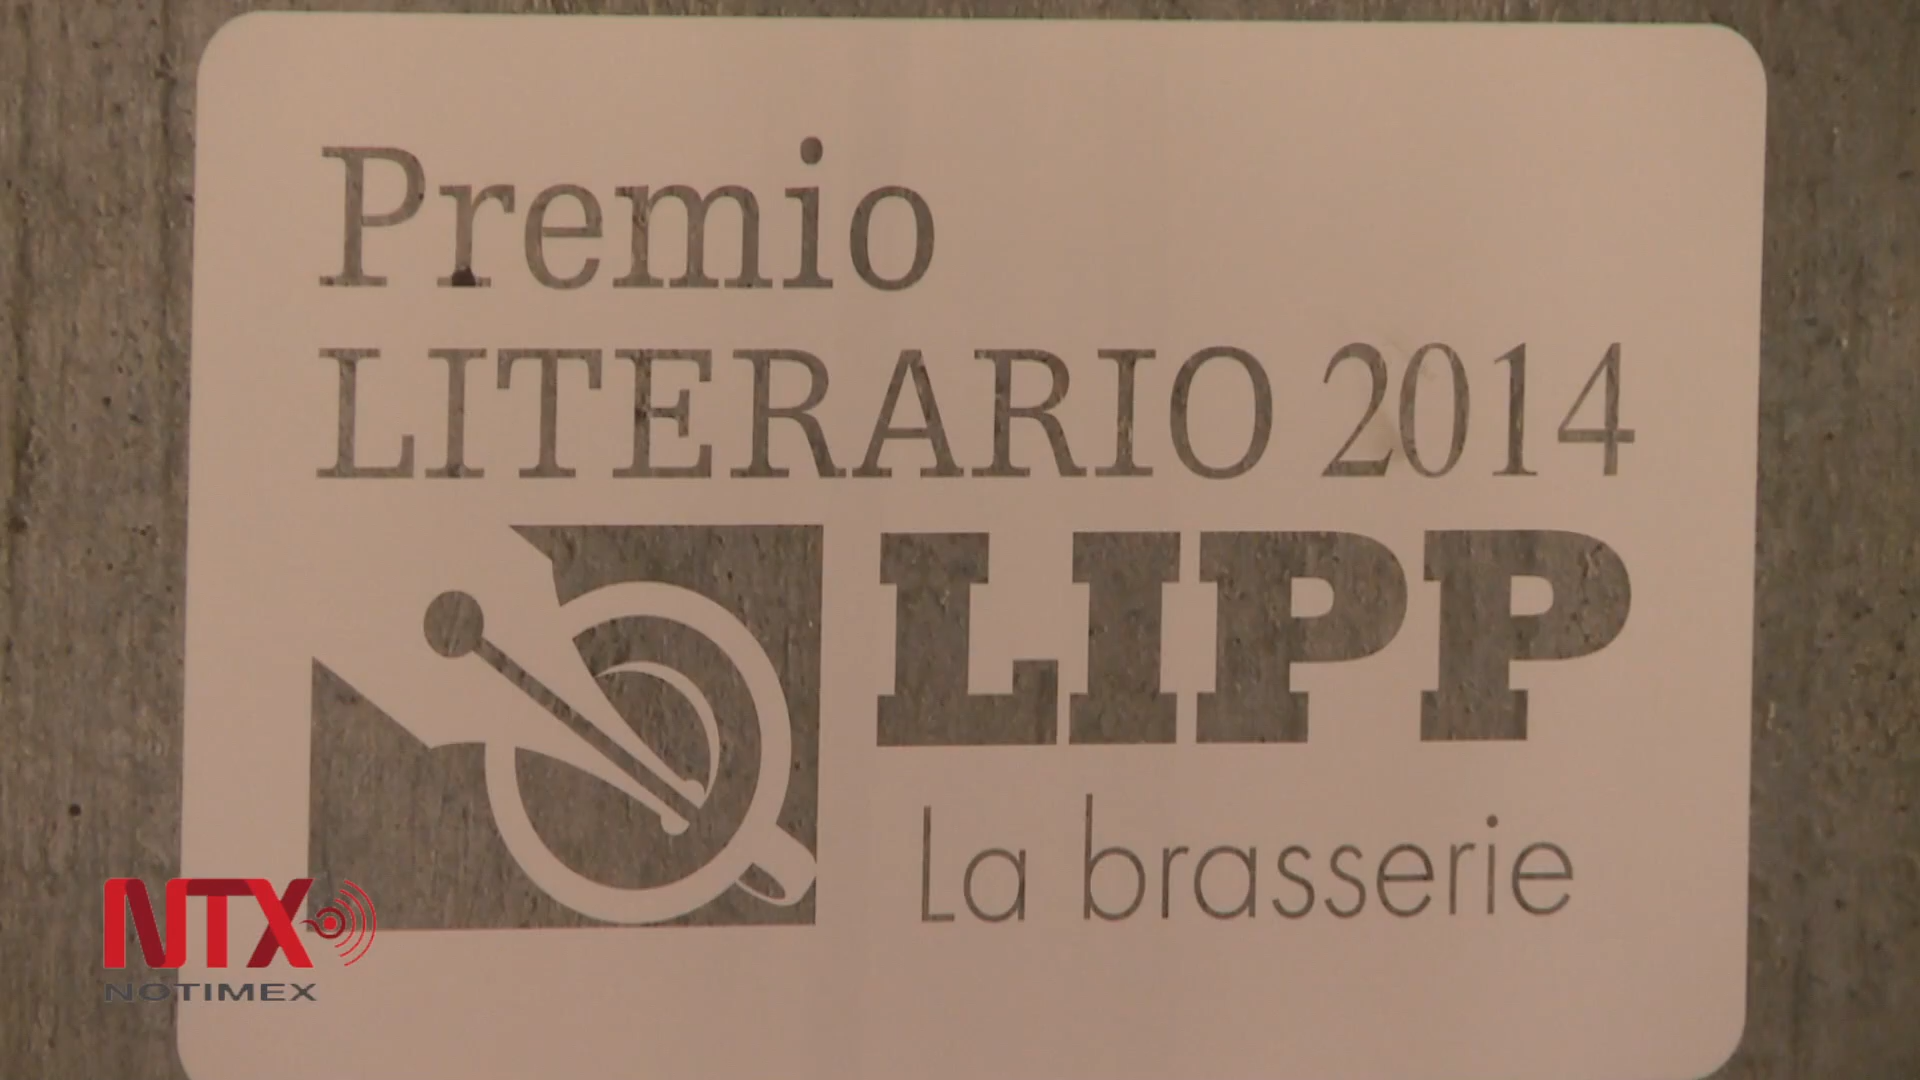 Premio
LITERARIO 2014
LIPP
La brasserie
NTX
NOTIMEX